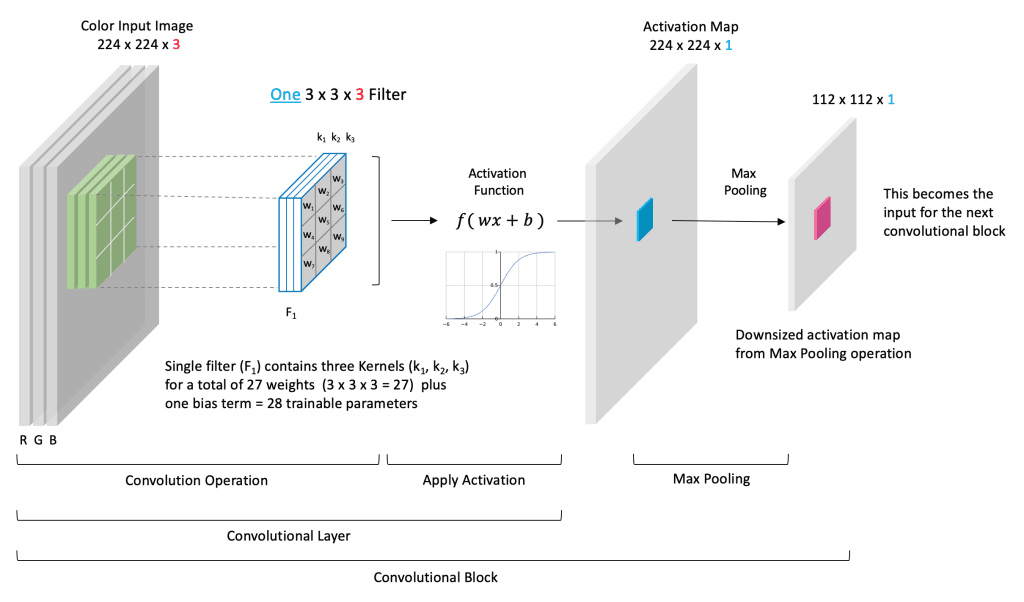 Color Input Image
224 x 224 x 3
One 3 x 3 x 3 Filter
k₁ k₂ k₃
W₁ W₂ W₃
W₄ W₅ W₆
W₇ W₈ W₉
F₁
R G B
Single filter (F₁) contains three Kernels (k₁, k₂, k₃)
for a total of 27 weights (3 x 3 x 3 = 27) plus
one bias term = 28 trainable parameters
Activation
Function
f( wx + b )
1
0.5
0
−6 −4 −2 0 2 4 6
Activation Map
224 x 224 x 1
Max
Pooling
112 x 112 x 1
This becomes the
input for the next
convolutional block
Downsized activation map
from Max Pooling operation
Convolution Operation
Apply Activation
Max Pooling
Convolutional Layer
Convolutional Block